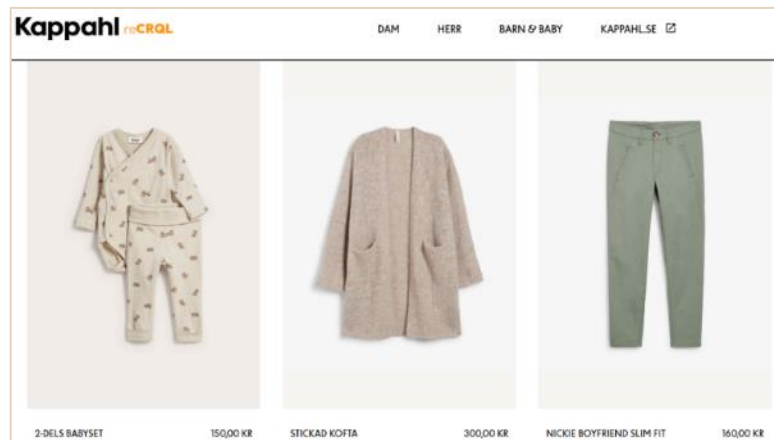 Kappahl reCRQL DAM HERR BARN & BABY KAPPAHL.SE
2-DELS BABYSET 150,00 KR STICKAD KOFTA 300,00 KR NICKIE BOYFRIEND SLIM FIT 160,00 KR